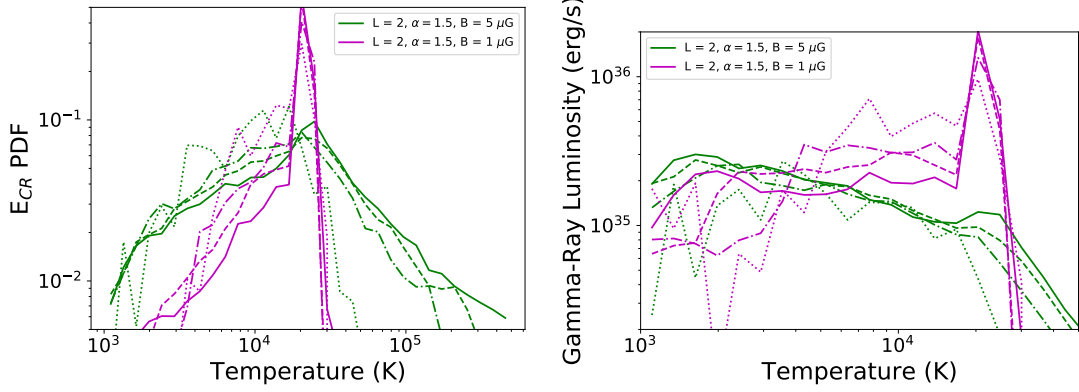 E_CR PDF
10^-1
10^-2
10^3
10^4
10^5
Temperature (K)
L = 2, α = 1.5, B = 5 μG
L = 2, α = 1.5, B = 1 μG
Gamma-Ray Luminosity (erg/s)
10^36
10^35
10^3
10^4
Temperature (K)
L = 2, α = 1.5, B = 5 μG
L = 2, α = 1.5, B = 1 μG